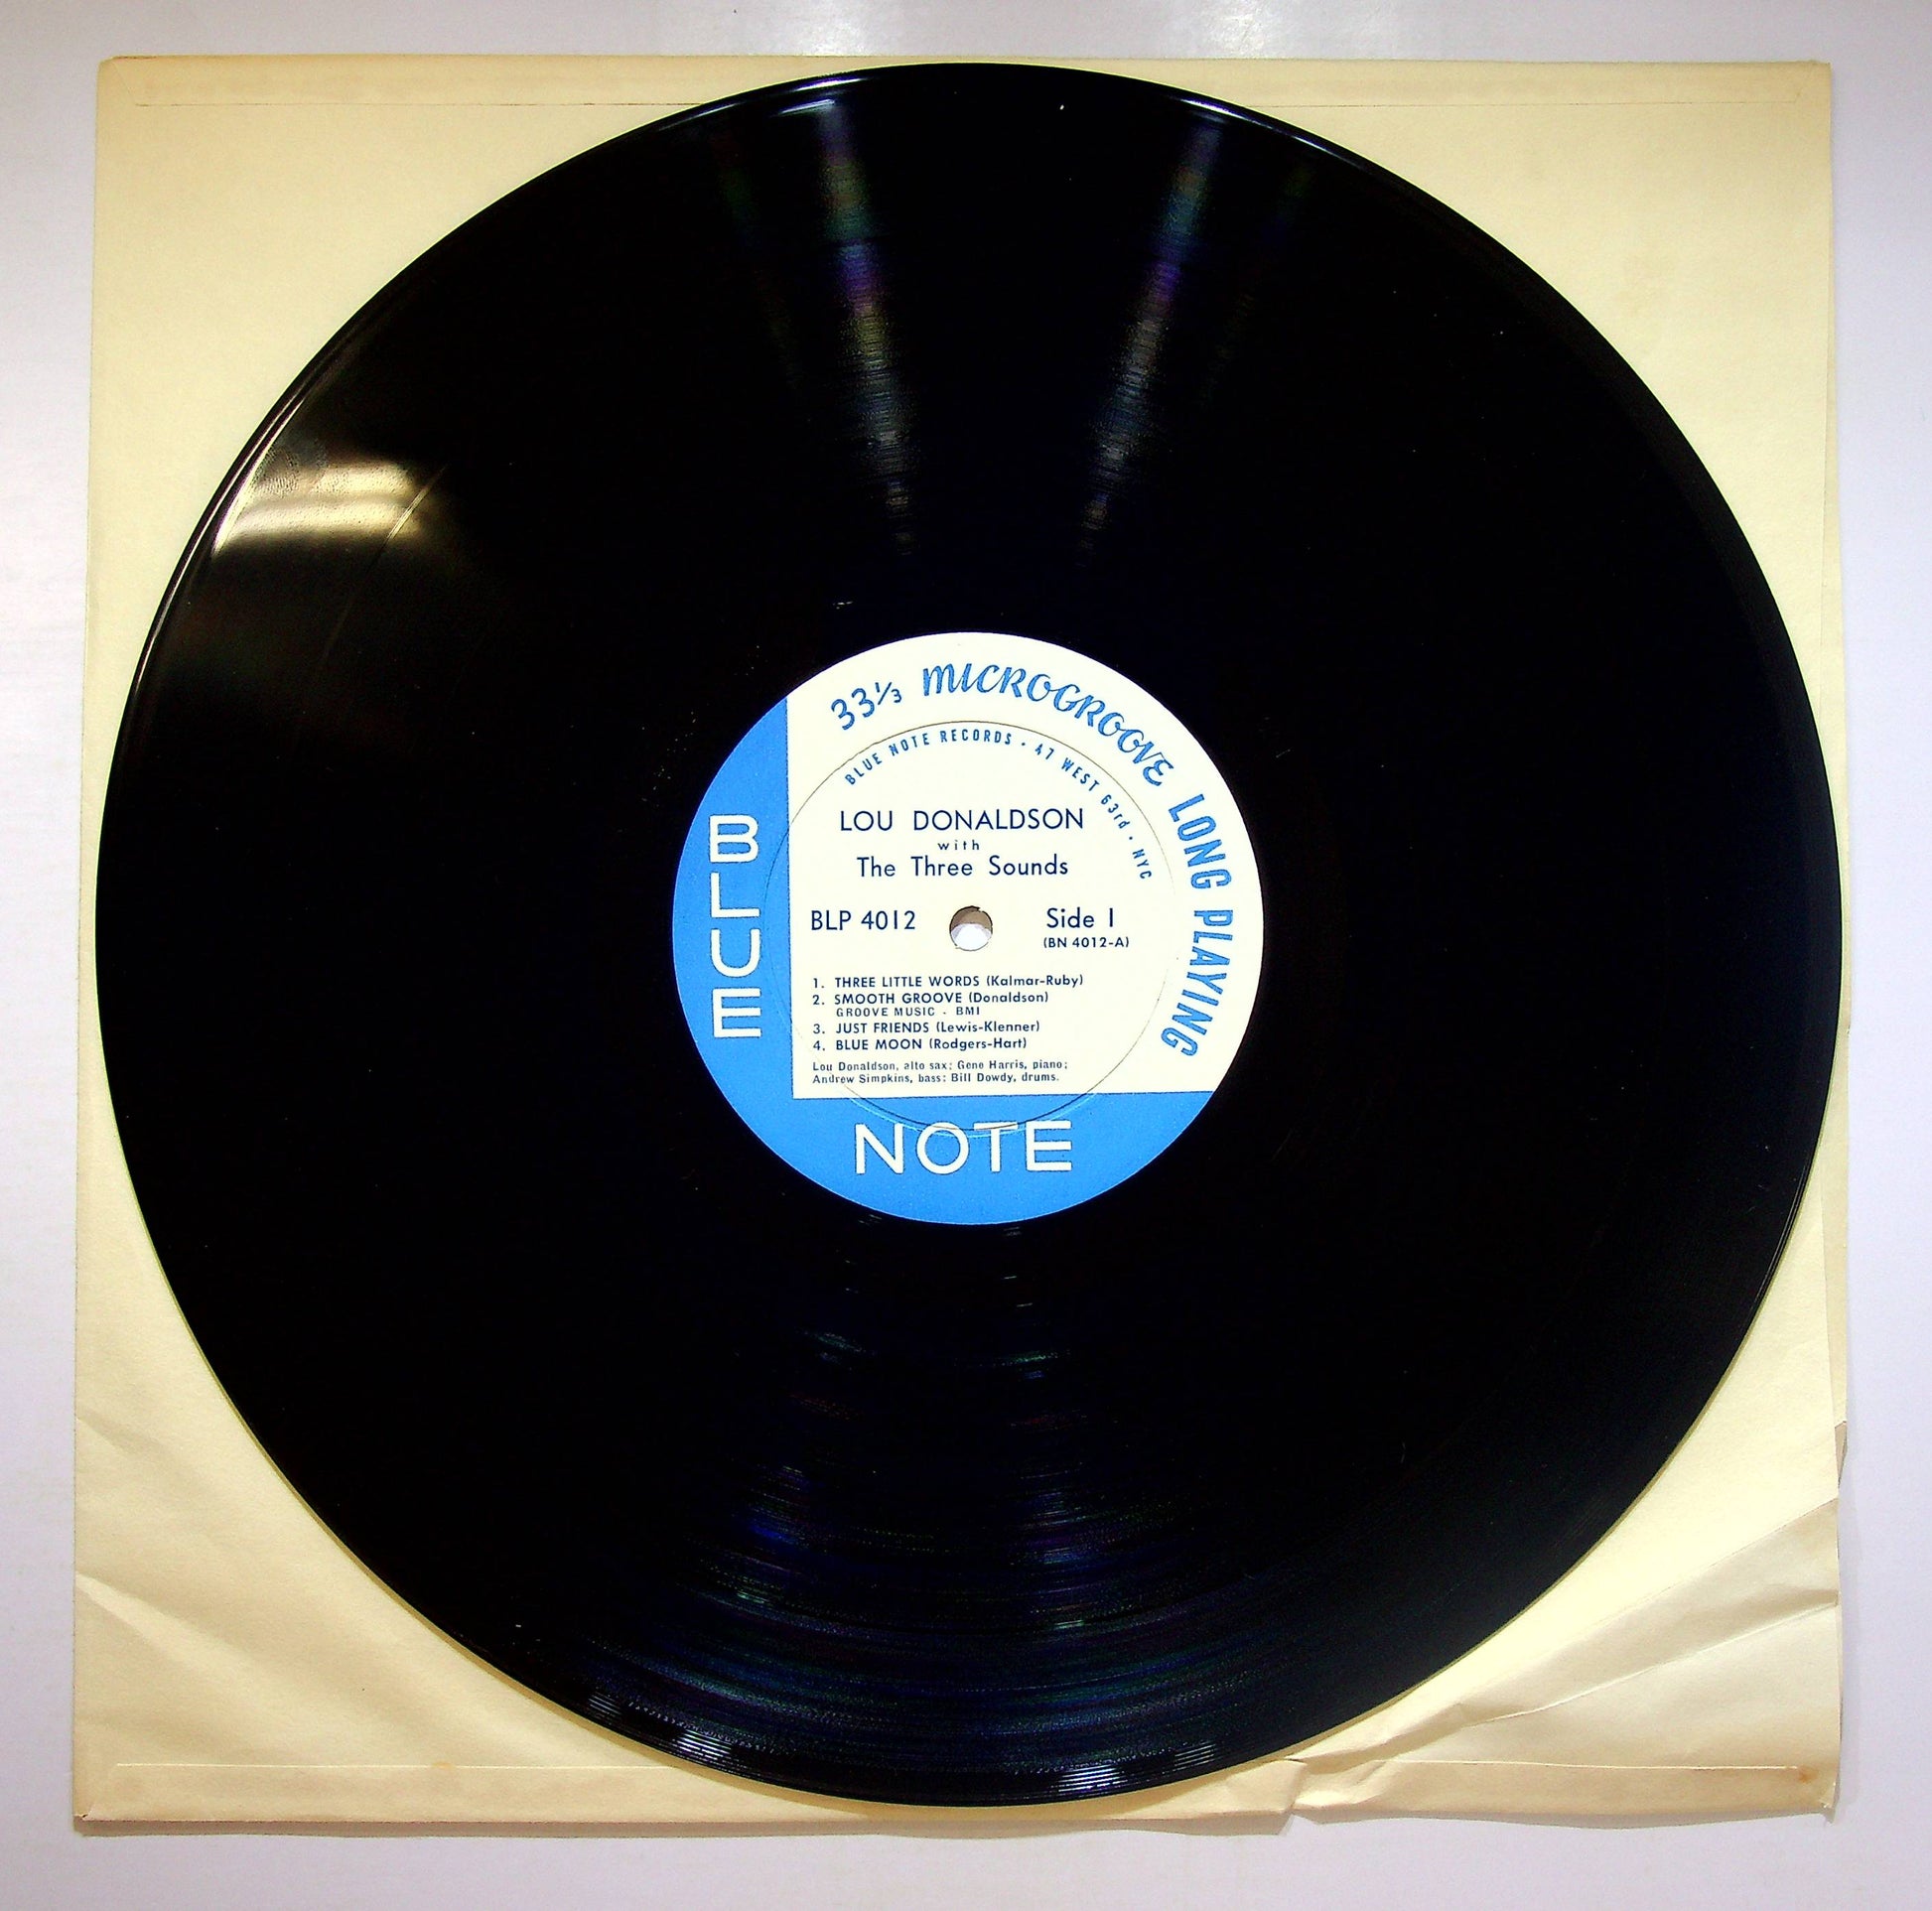 33⅓ MICROGROOVE LONG PLAYING
BLUE NOTE RECORDS · 47 WEST 63rd · NYC
LOU DONALDSON
with
The Three Sounds
BLP 4012 Side 1
(BN 4012-A)
1. THREE LITTLE WORDS (Kalmar-Ruby)
2. SMOOTH GROOVE (Donaldson)
GROOVE MUSIC - BMI
3. JUST FRIENDS (Lewis-Klenner)
4. BLUE MOON (Rodgers-Hart)
Lou Donaldson, alto sax; Gene Harris, piano;
Andrew Simpkins, bass; Bill Dowdy, drums.
BLUE
NOTE